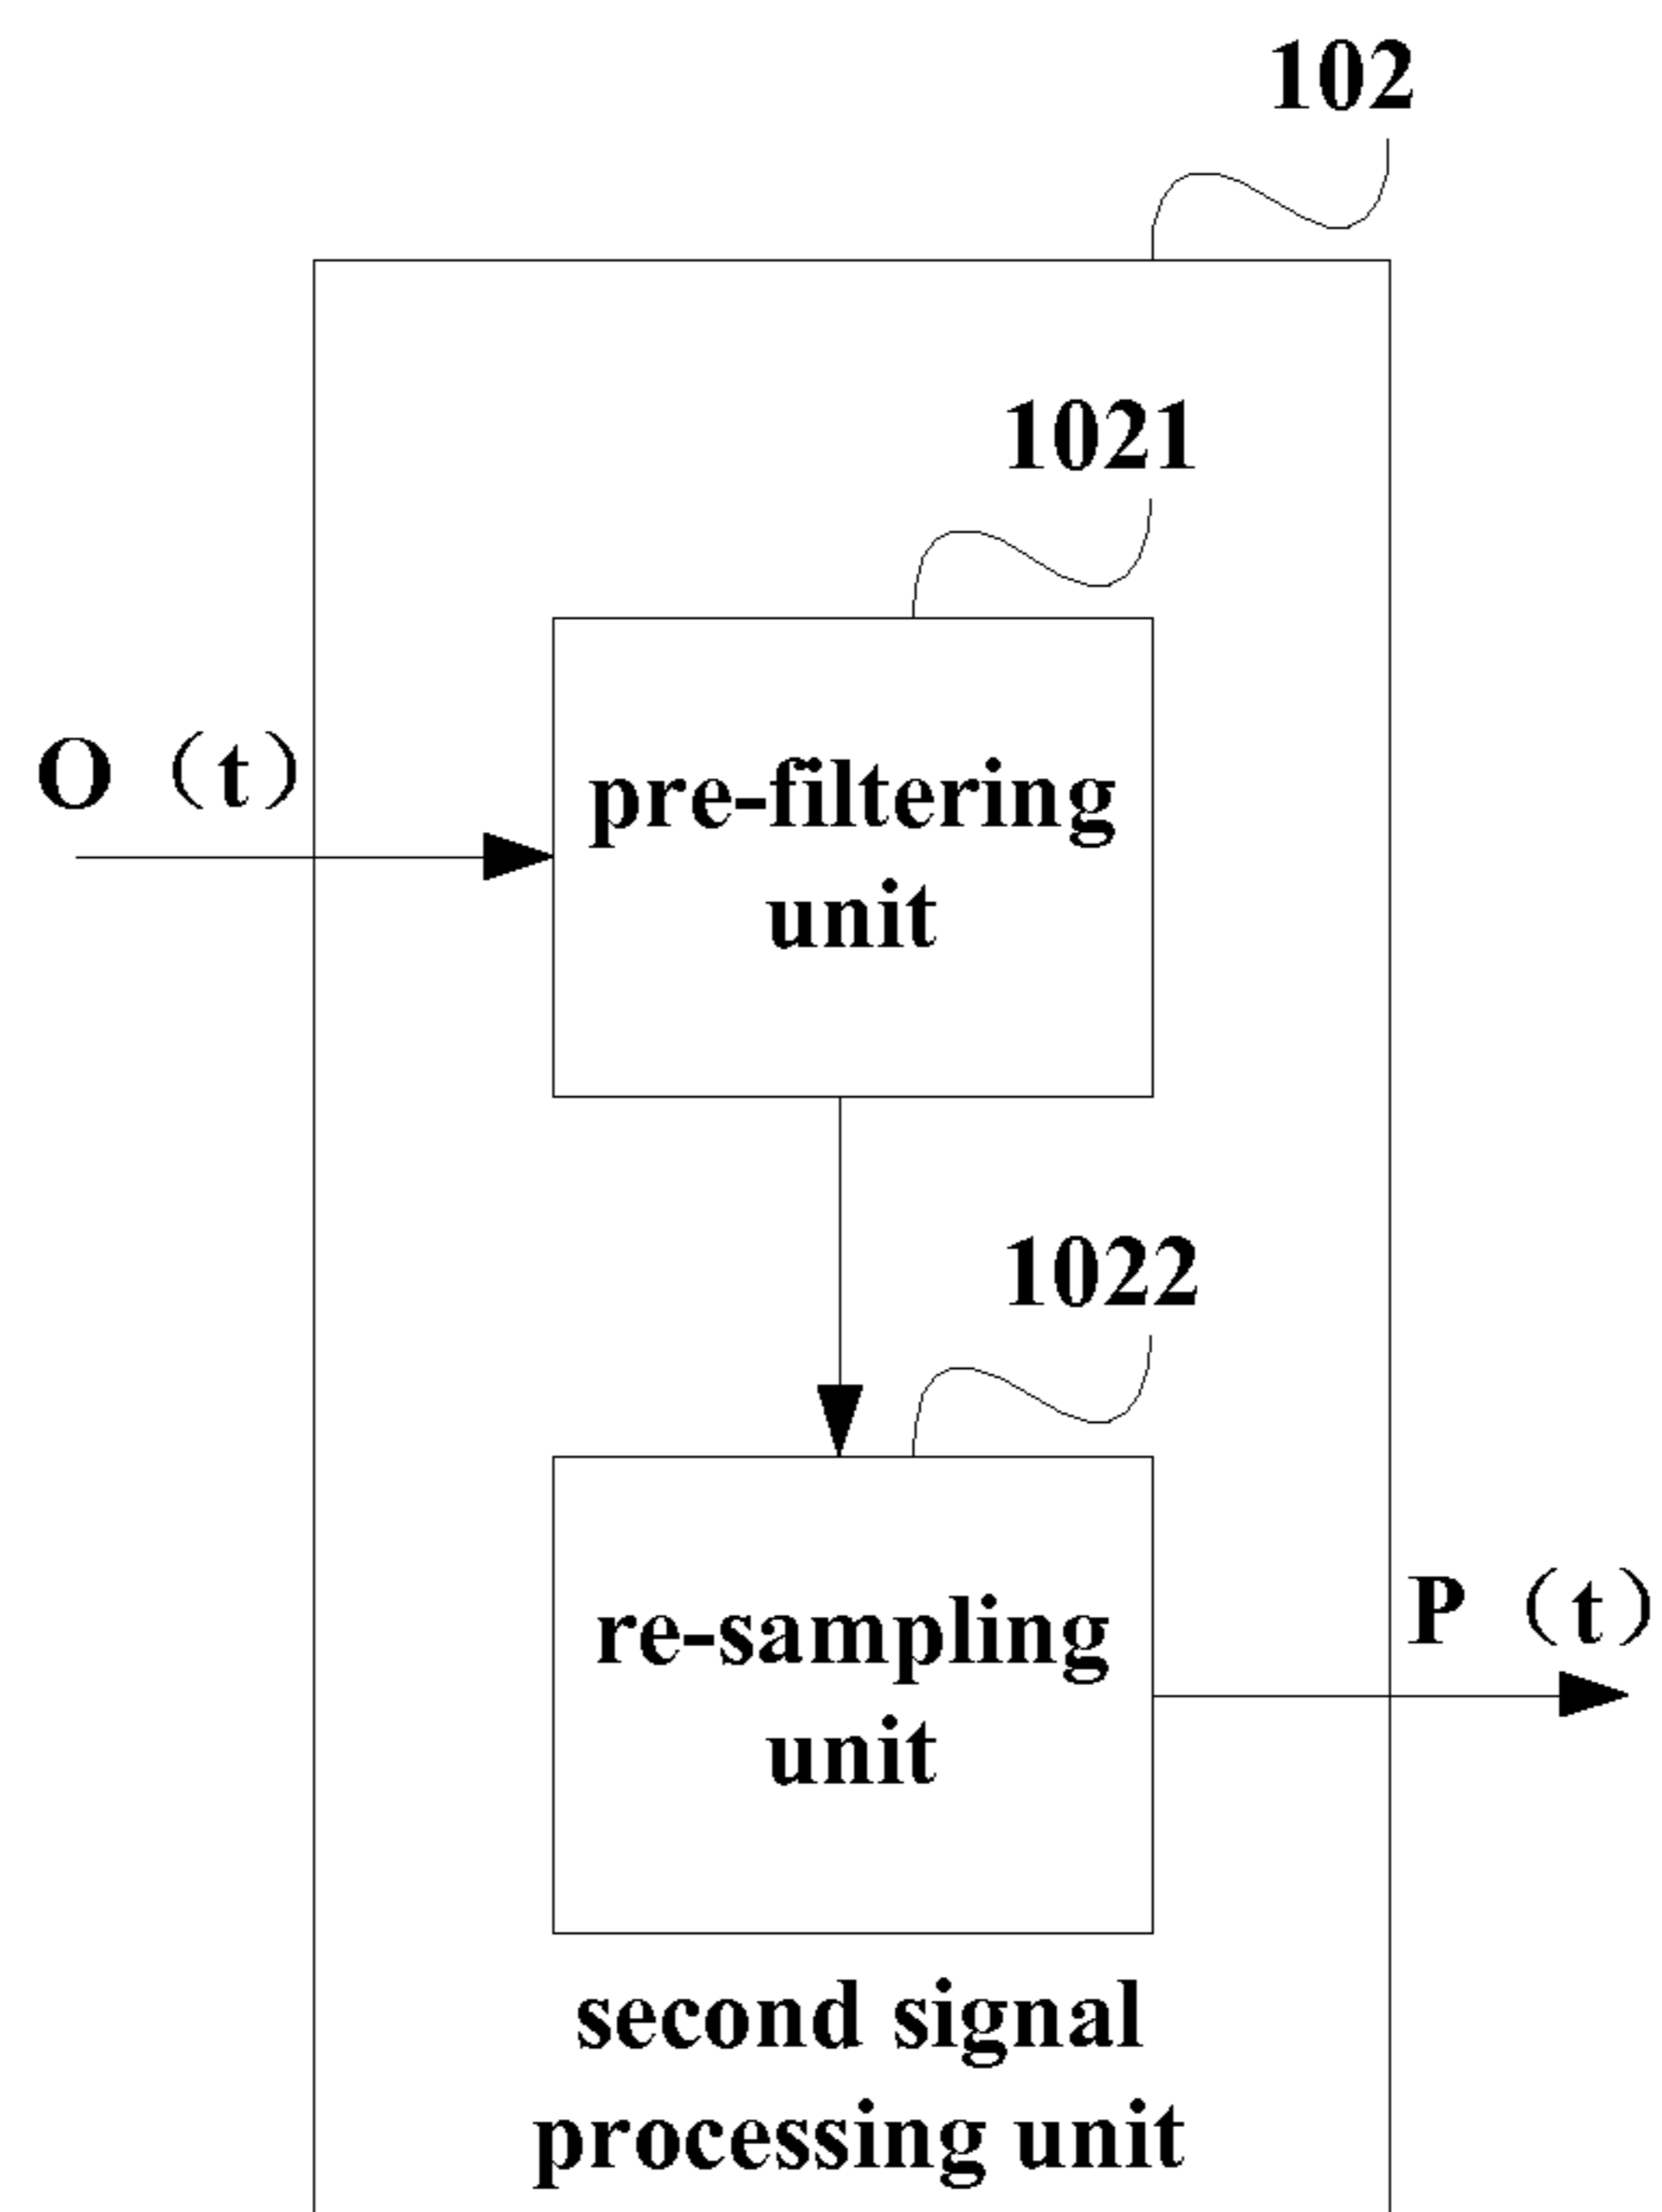 102
1021
O (t)
pre-filtering
unit
1022
re-sampling
unit
P (t)
second signal
processing unit